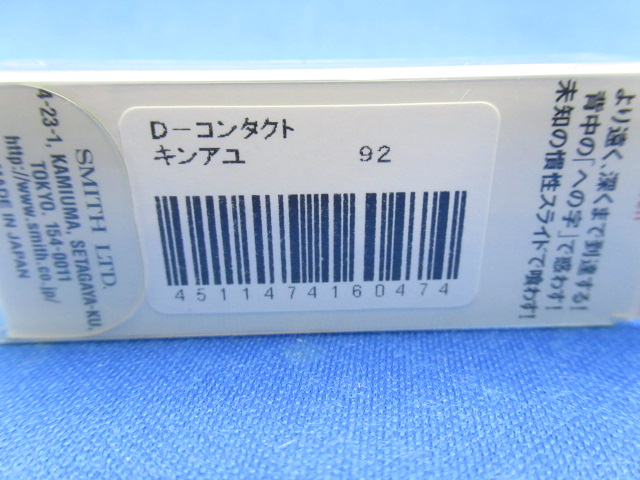 D-コンタクト
キンアユ 92
4511474160474
SMITH LTD.
4-23-1, KAMIUMA, SETAGAYA-KU,
TOKYO. 154-0011
http://www.smith.co.jp/
MADE IN JAPAN
より遠く、深くまで到達する!
背中の「への字」で惑わす!
未知の慣性スライドで喰わす!